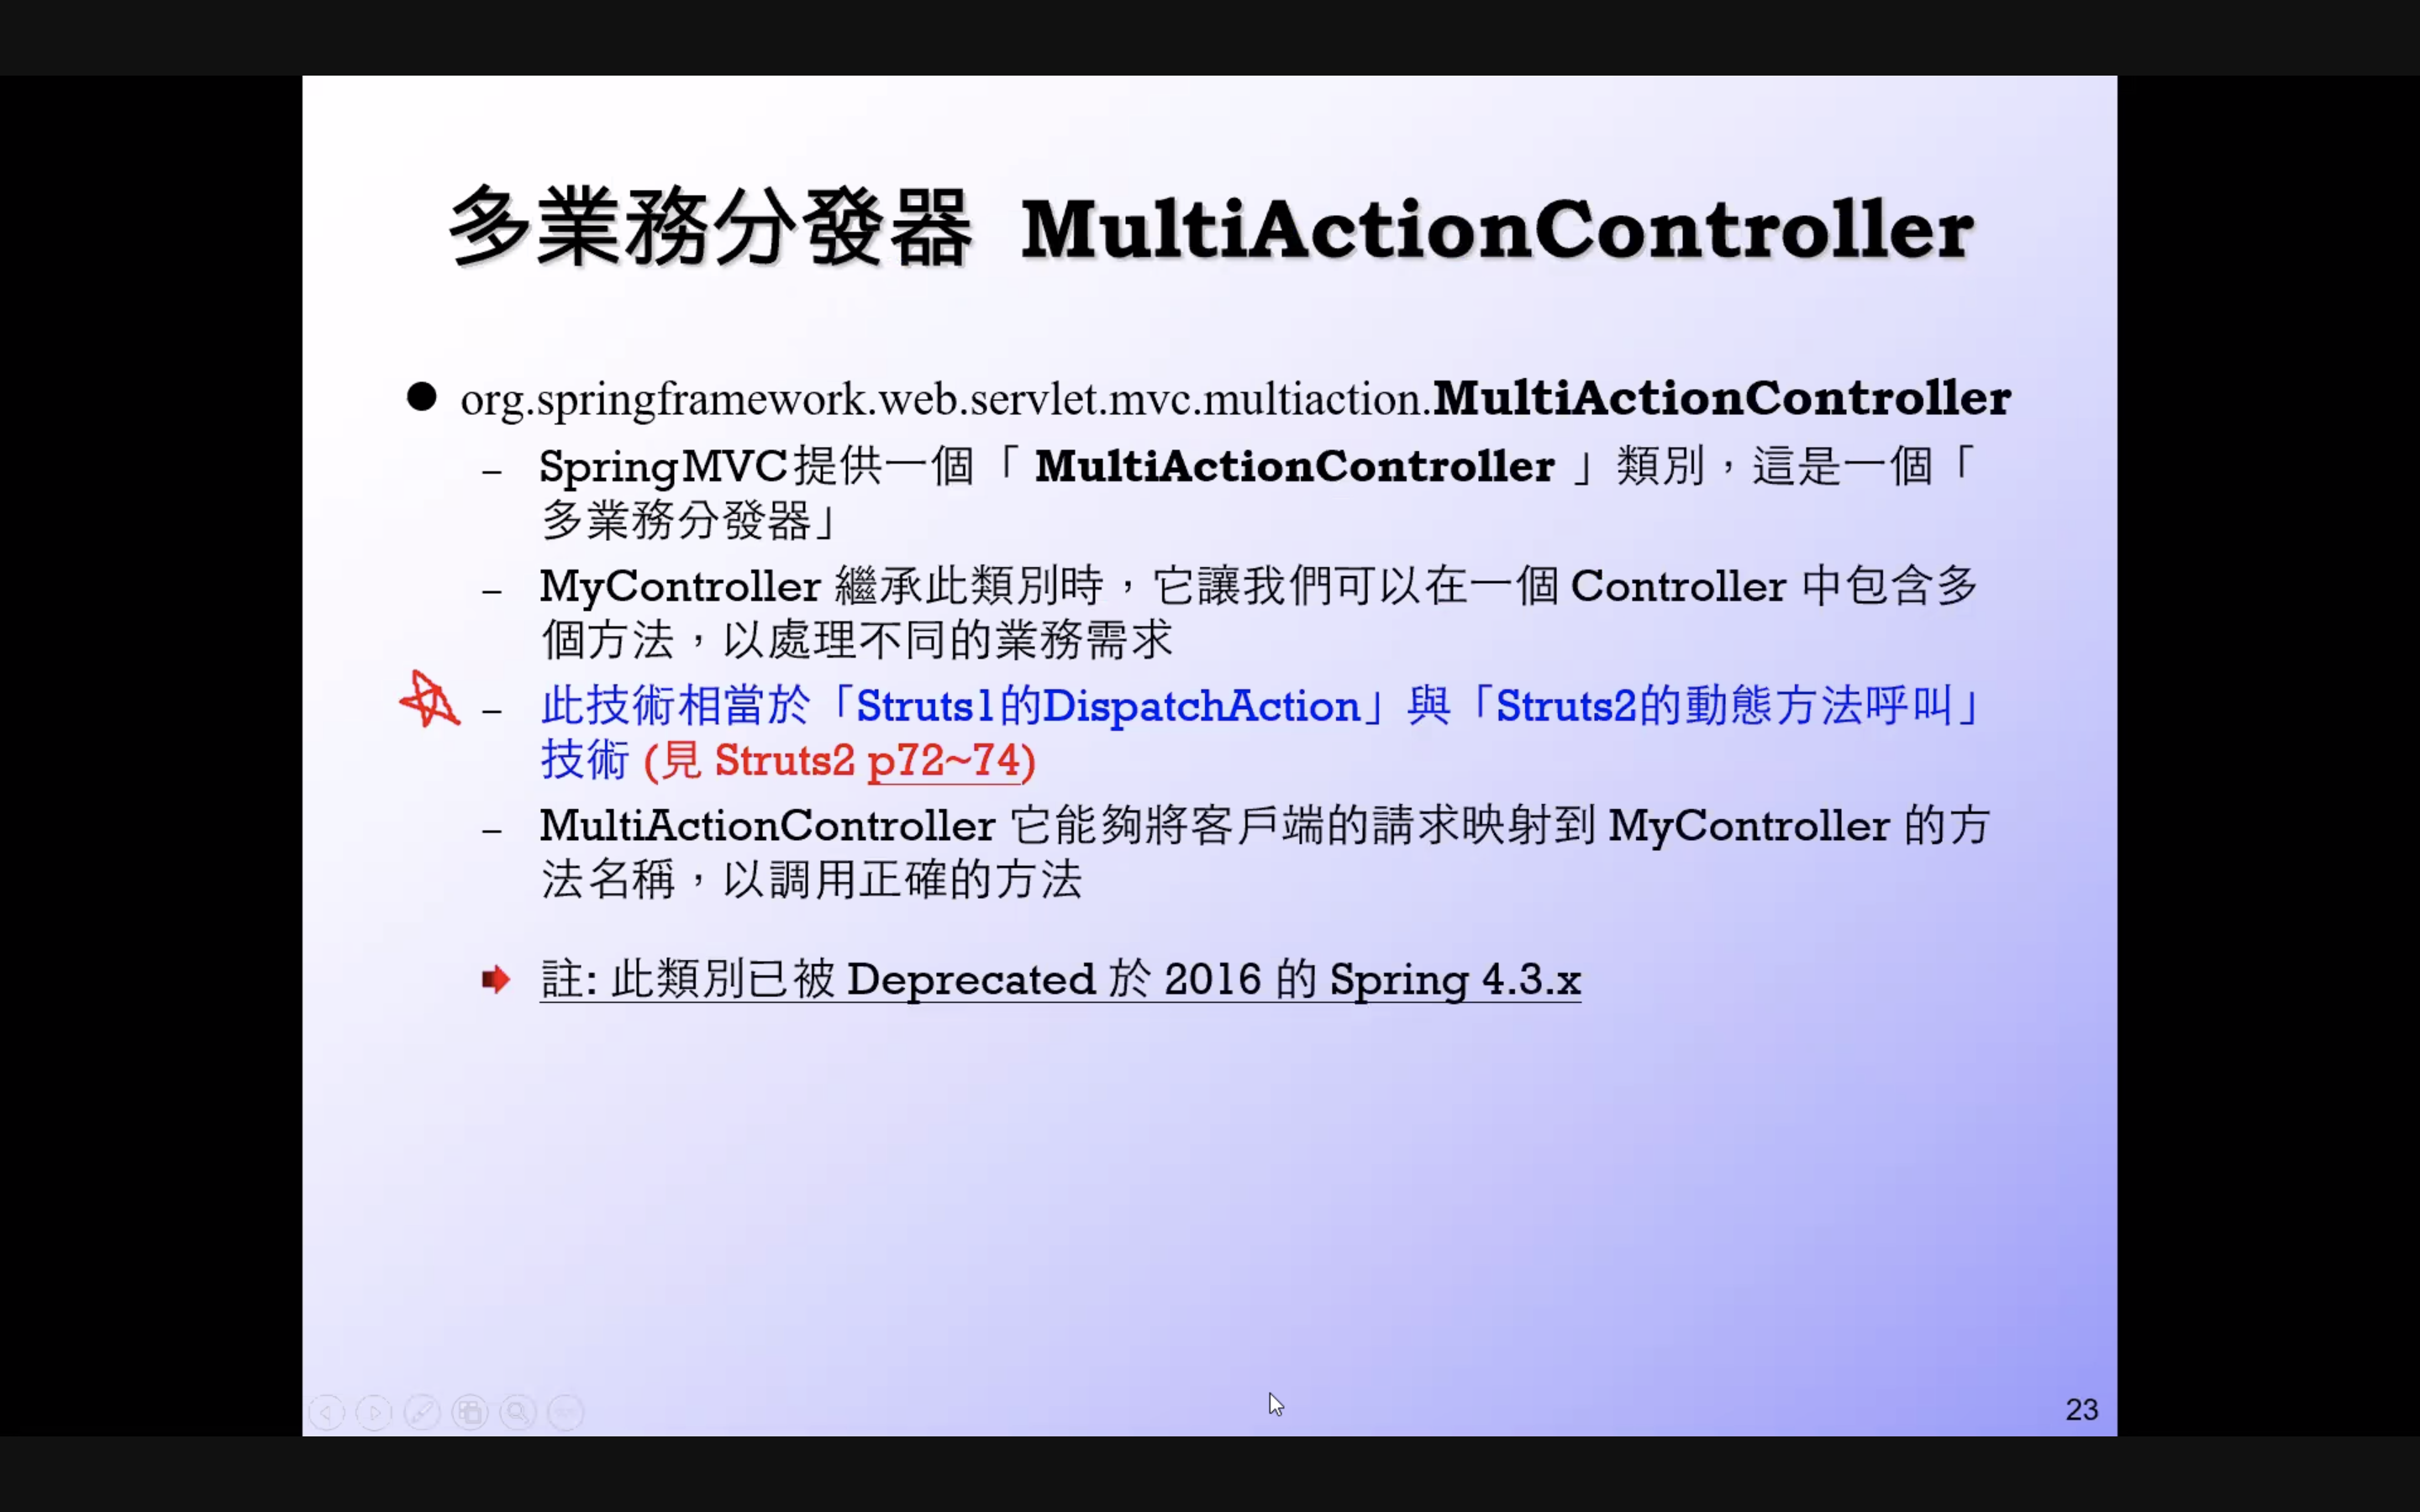 多業務分發器 MultiActionController
● org.springframework.web.servlet.mvc.multiaction.MultiActionController
– SpringMVC提供一個「 MultiActionController 」類別，這是一個「
多業務分發器」
– MyController 繼承此類別時，它讓我們可以在一個 Controller 中包含多
個方法，以處理不同的業務需求
– 此技術相當於「Struts1的DispatchAction」與「Struts2的動態方法呼叫」
技術 (見 Struts2 p72~74)
– MultiActionController 它能夠將客戶端的請求映射到 MyController 的方
法名稱，以調用正確的方法
註: 此類別已被 Deprecated 於 2016 的 Spring 4.3.x
23